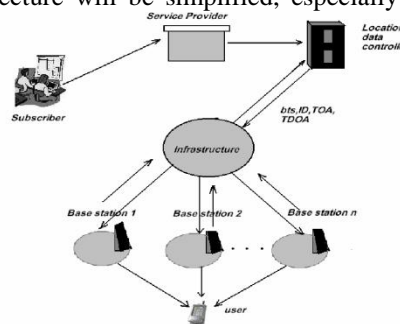 ecture will be simplified, especially
Service Provider
Location
data
controlle
Subscriber
bts,ID,TOA,
TDOA
Infrastructure
Base station 1
Base station 2
Base station n
user